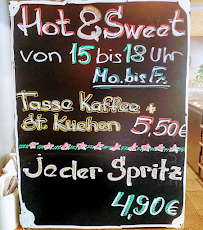 Hot & Sweet
von 15 bis 18 Uhr
Mo. bis Fr.
Tasse Kaffee +
St. Kuchen 5,50€
Jeder Spritz
4,90€